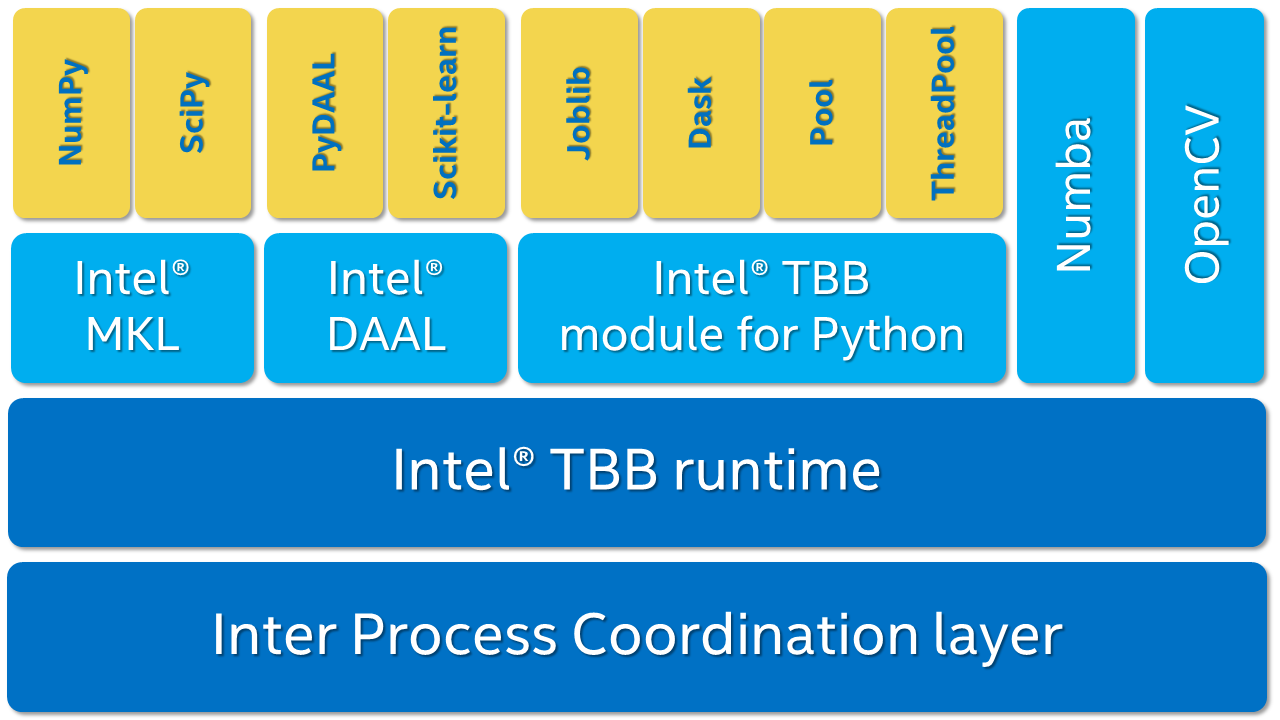 NumPy
SciPy
PyDAAL
Scikit-learn
Joblib
Dask
Pool
ThreadPool
Numba
OpenCV
Intel®
MKL
Intel®
DAAL
Intel® TBB
module for Python
Intel® TBB runtime
Inter Process Coordination layer